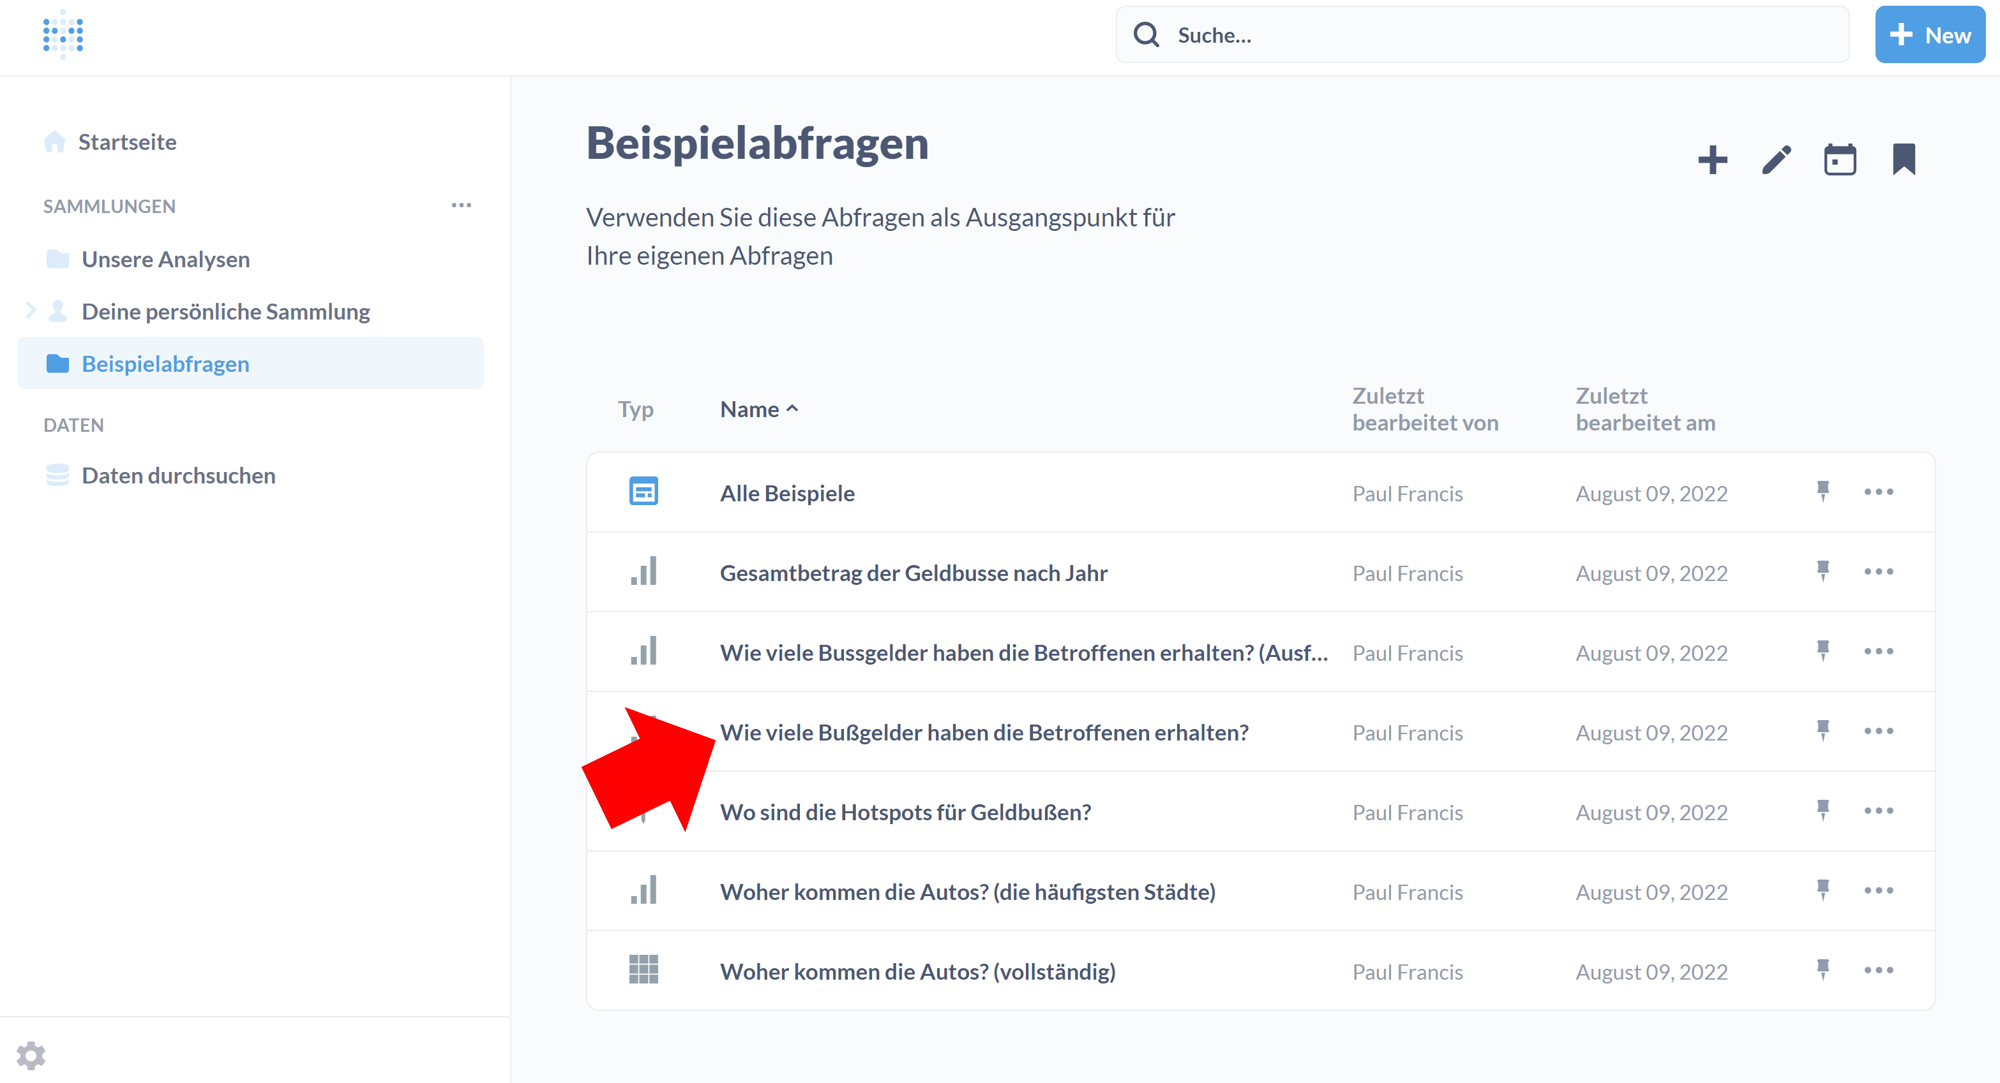 Suche...
New
Startseite
SAMMLUNGEN
Unsere Analysen
Deine persönliche Sammlung
Beispielabfragen
DATEN
Daten durchsuchen
Beispielabfragen
Verwenden Sie diese Abfragen als Ausgangspunkt für
Ihre eigenen Abfragen
Typ Name Zuletzt bearbeitet von Zuletzt bearbeitet am
Alle Beispiele Paul Francis August 09, 2022
Gesamtbetrag der Geldbusse nach Jahr Paul Francis August 09, 2022
Wie viele Bussgelder haben die Betroffenen erhalten? (Ausf... Paul Francis August 09, 2022
Wie viele Bußgelder haben die Betroffenen erhalten? Paul Francis August 09, 2022
Wo sind die Hotspots für Geldbußen? Paul Francis August 09, 2022
Woher kommen die Autos? (die häufigsten Städte) Paul Francis August 09, 2022
Woher kommen die Autos? (vollständig) Paul Francis August 09, 2022